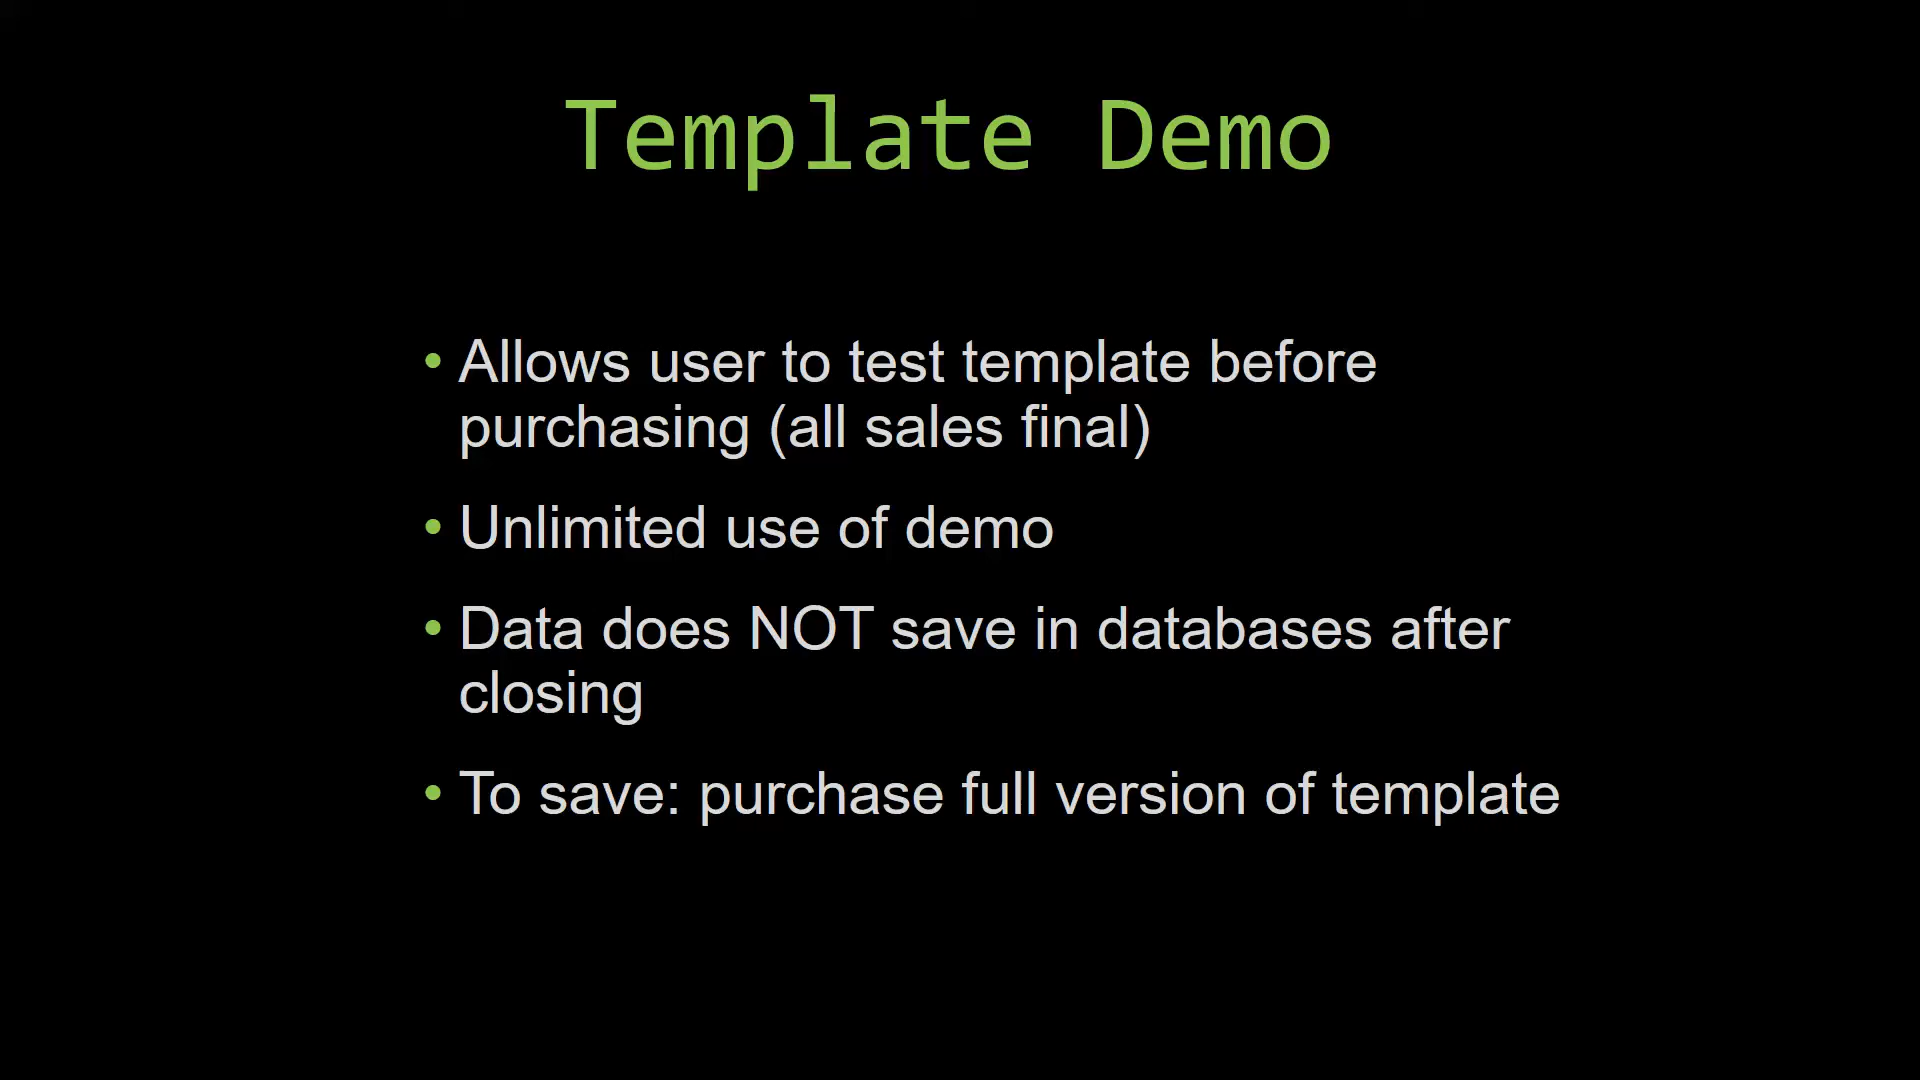 Template Demo
• Allows user to test template before
purchasing (all sales final)
• Unlimited use of demo
• Data does NOT save in databases after
closing
• To save: purchase full version of template